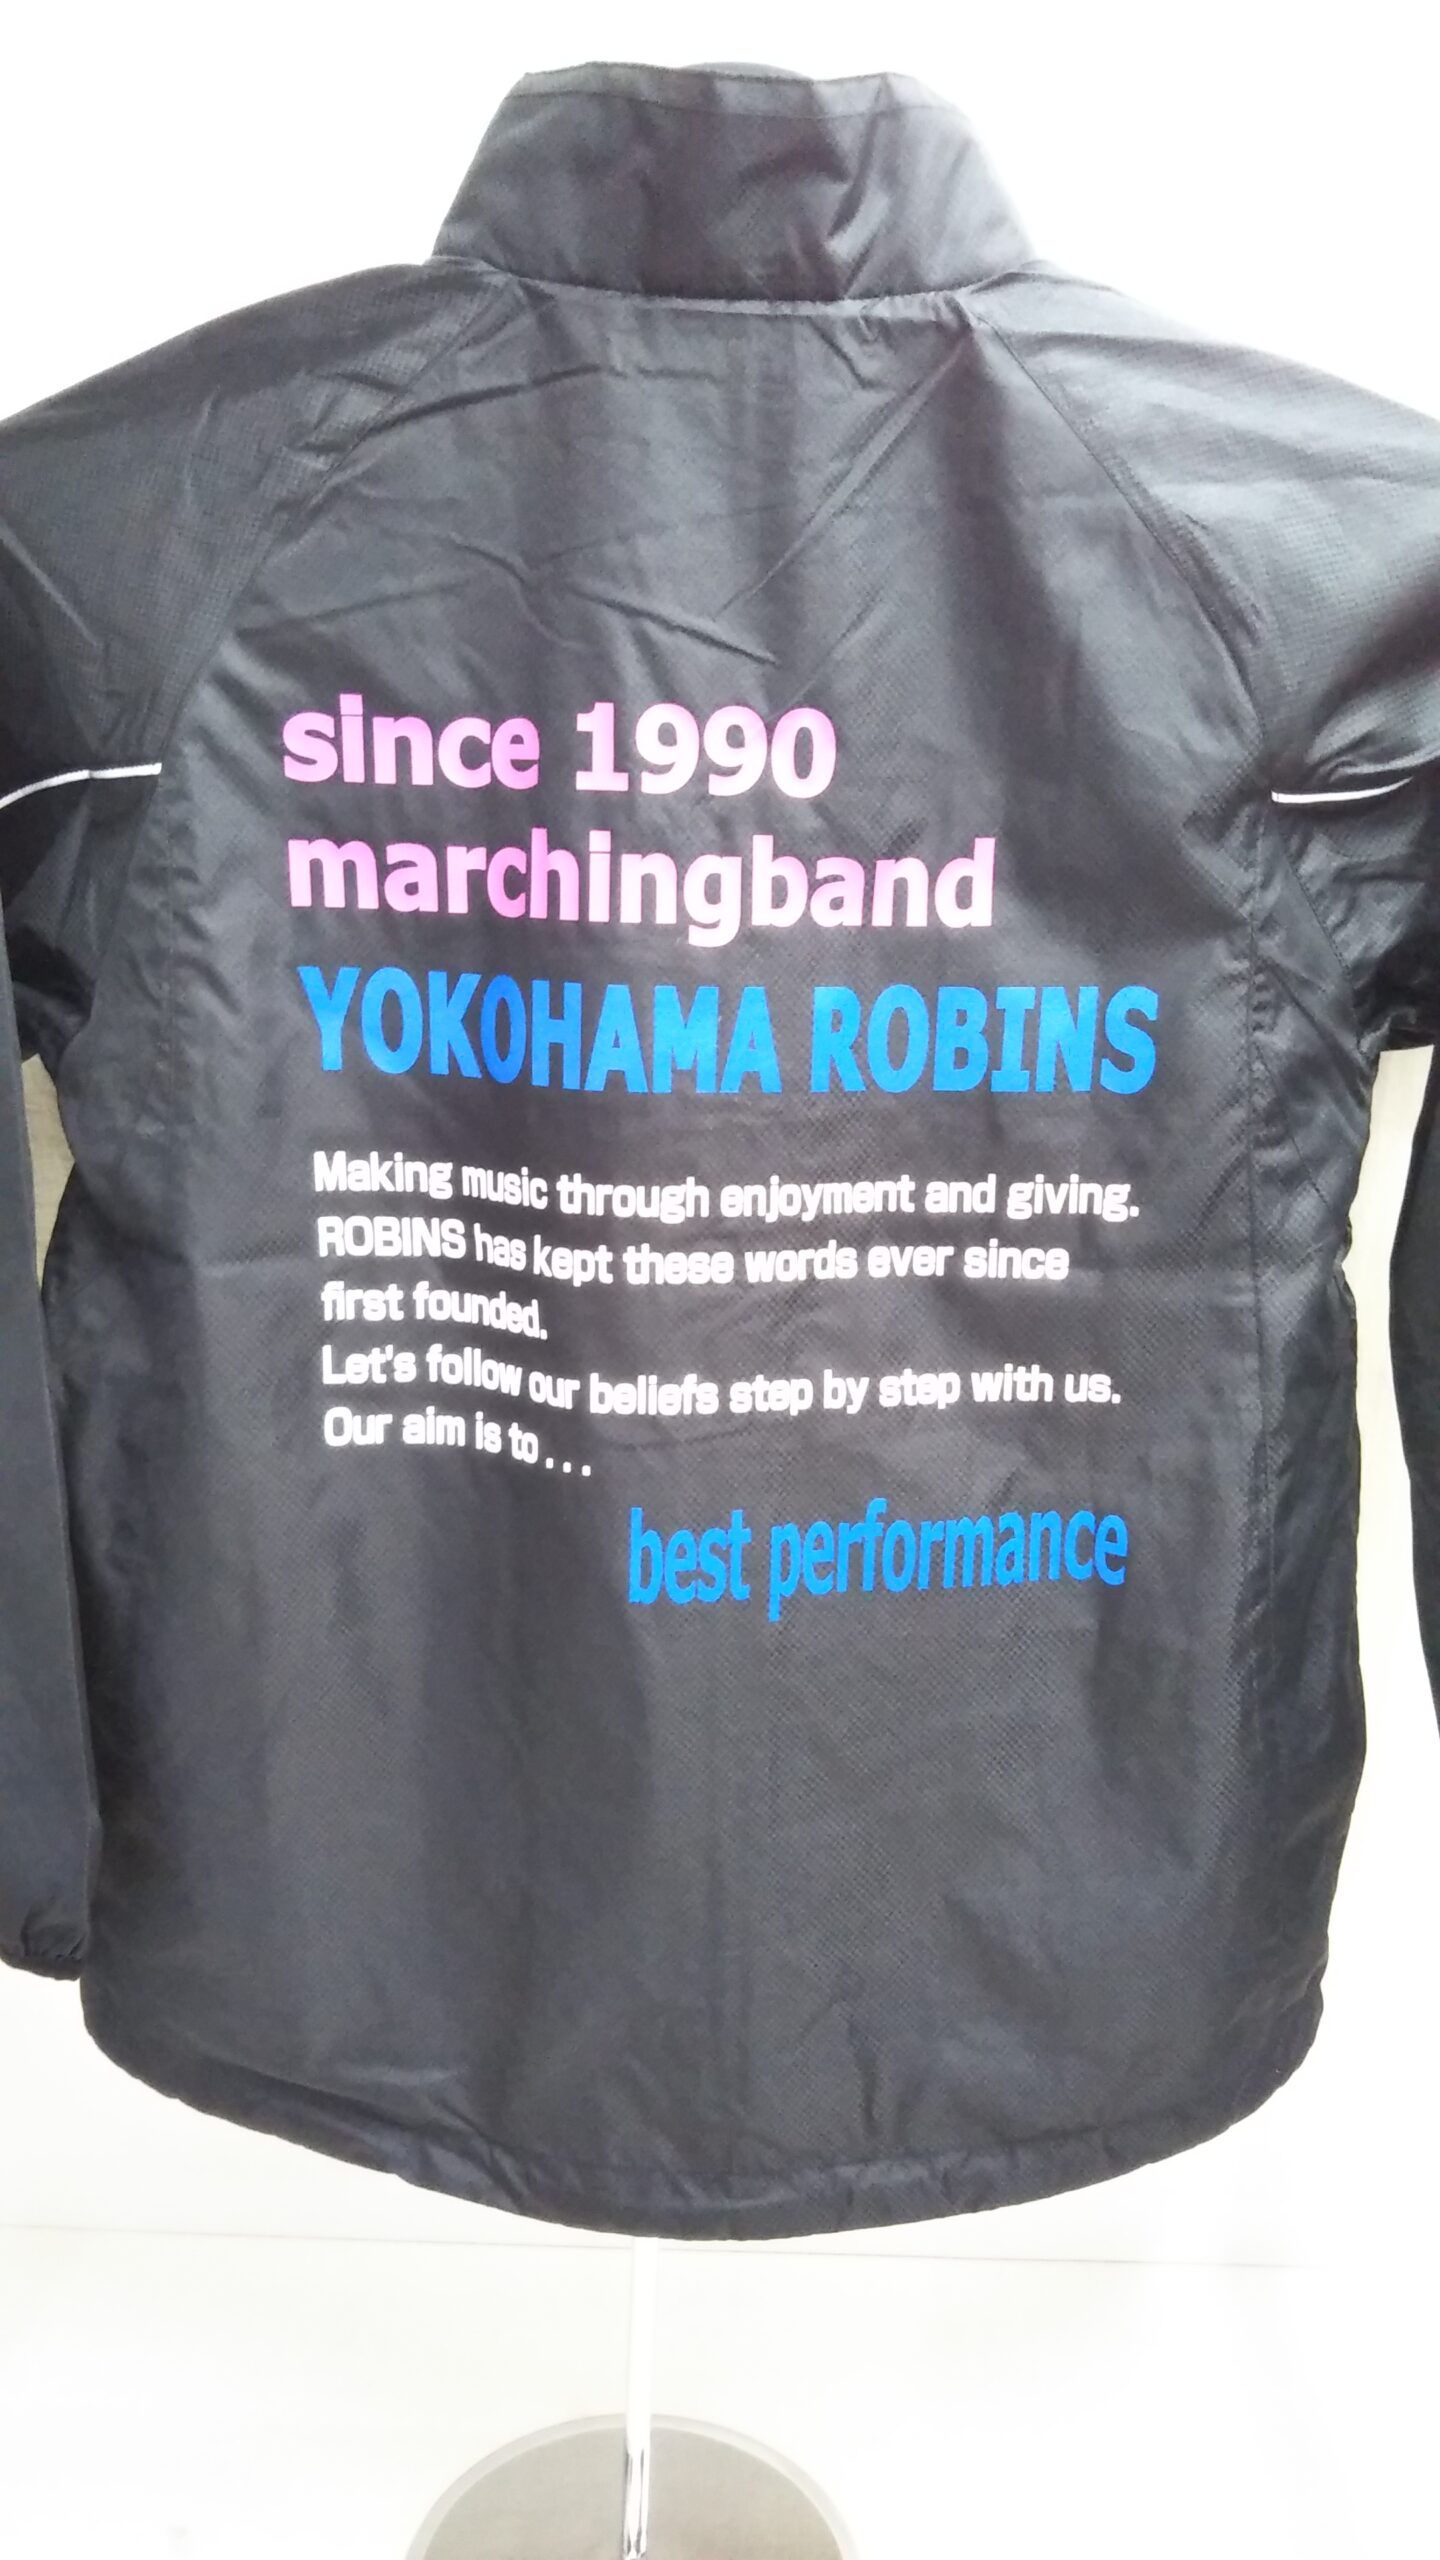 since 1990
marchingband
YOKOHAMA ROBINS
Making music through enjoyment and giving.
ROBINS has kept these words ever since
first founded.
Let's follow our beliefs step by step with us.
Our aim is to . . .
best performance